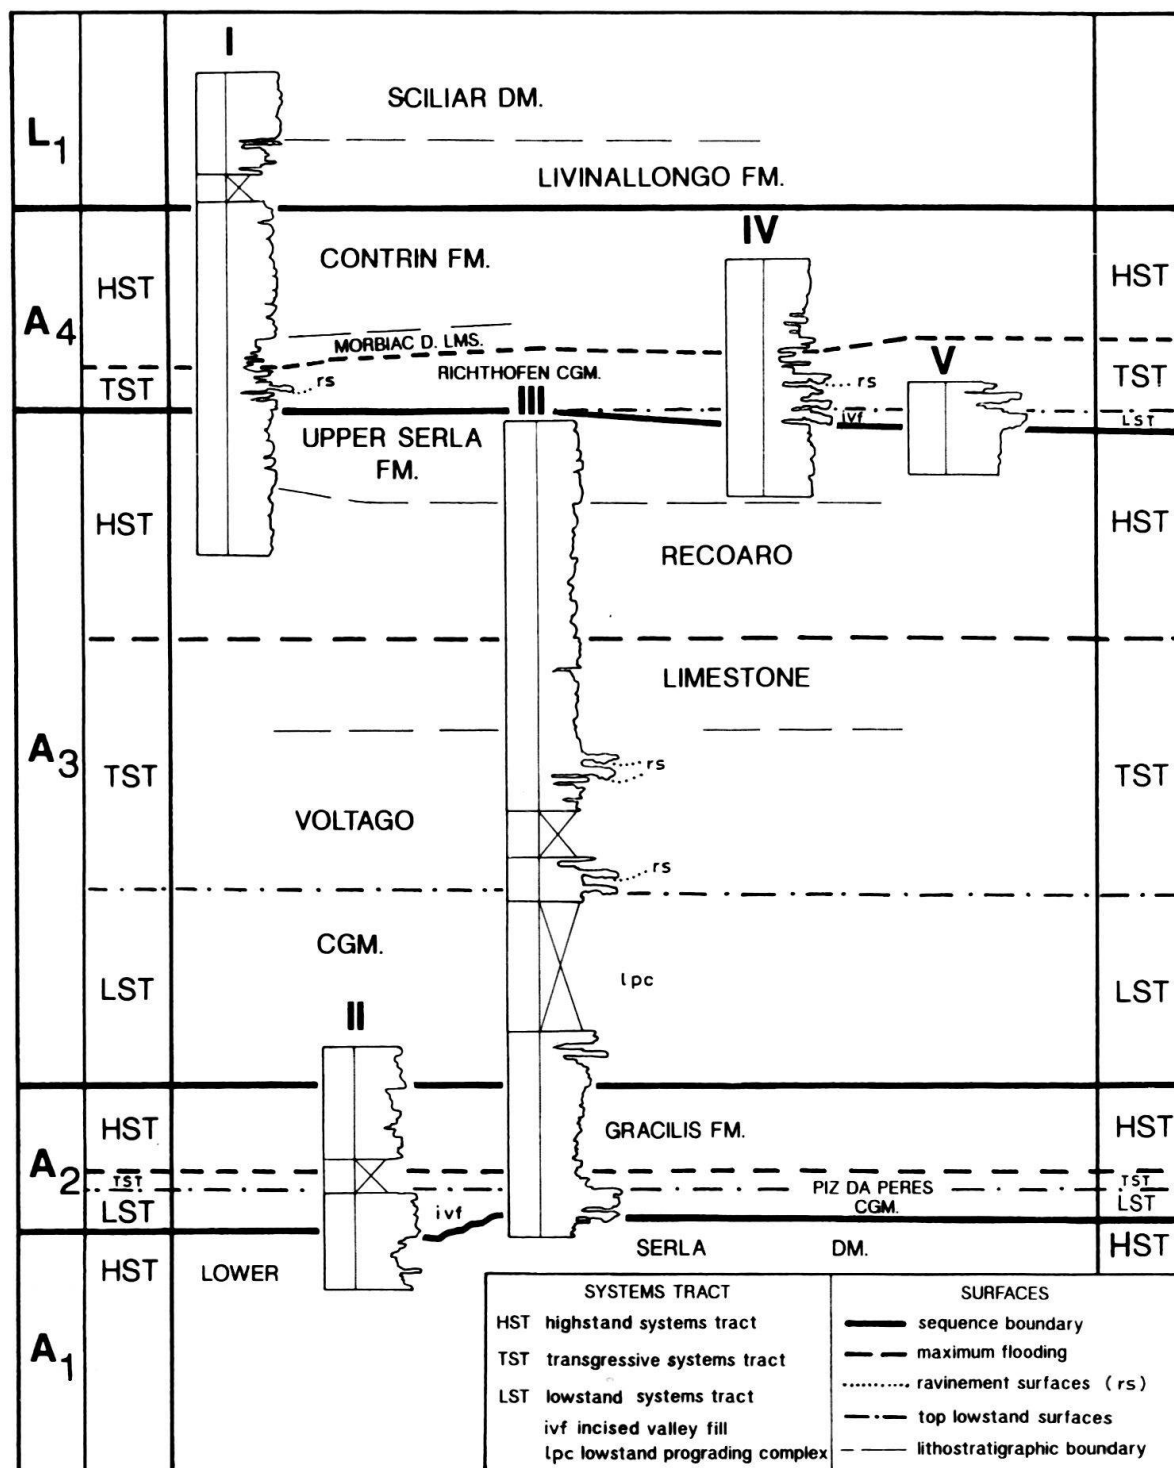 I
SCILIAR DM.
L1
LIVINALLONGO FM.
IV
CONTRIN FM.
HST
HST
A4
MORBIAC D. LMS.
RICHTHOFEN CGM.
V
TST
rs
rs
TST
III
ivf
LST
UPPER SERLA
FM.
HST
HST
RECOARO
LIMESTONE
A3
TST
rs
TST
VOLTAGO
rs
CGM.
LST
lpc
LST
II
HST
GRACILIS FM.
HST
A2
TST
PIZ DA PERES
TST
LST
ivf
CGM.
LST
HST
LOWER
SERLA DM.
HST
A1
SYSTEMS TRACT
HST highstand systems tract
TST transgressive systems tract
LST lowstand systems tract
ivf incised valley fill
lpc lowstand prograding complex
SURFACES
sequence boundary
maximum flooding
ravinement surfaces (rs)
top lowstand surfaces
lithostratigraphic boundary